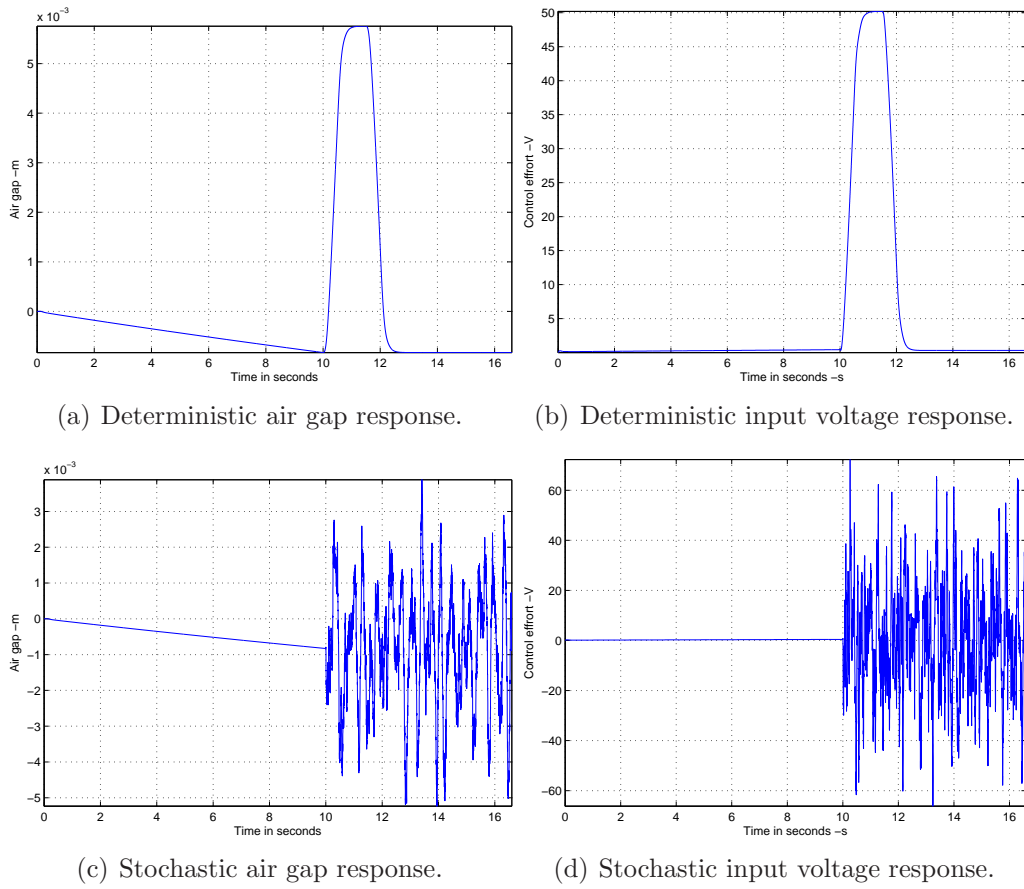 x 10⁻³
5
4
3
2
1
0
Air gap −m
0 2 4 6 8 10 12 14 16
Time in seconds
(a) Deterministic air gap response.
50
45
40
35
30
25
20
15
10
5
Control effrort −V
0 2 4 6 8 10 12 14 16
Time in seconds −s
(b) Deterministic input voltage response.
x 10⁻³
3
2
1
0
−1
−2
−3
−4
−5
Air gap −m
0 2 4 6 8 10 12 14 16
Time in seconds
(c) Stochastic air gap response.
60
40
20
0
−20
−40
−60
Control effrort −V
0 2 4 6 8 10 12 14 16
Time in seconds −s
(d) Stochastic input voltage response.